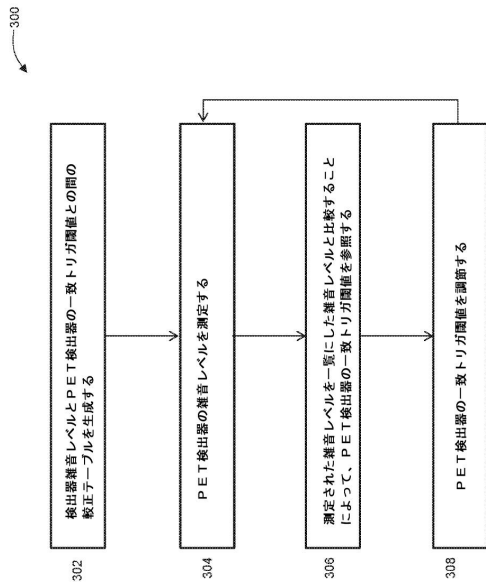 300
302
検出器雑音レベルとPET検出器の一致トリガ閾値との間の
較正テーブルを生成する
304
PET検出器の雑音レベルを測定する
306
測定された雑音レベルを一覧にした雑音レベルと比較すること
によって、PET検出器の一致トリガ閾値を参照する
308
PET検出器の一致トリガ閾値を調節する